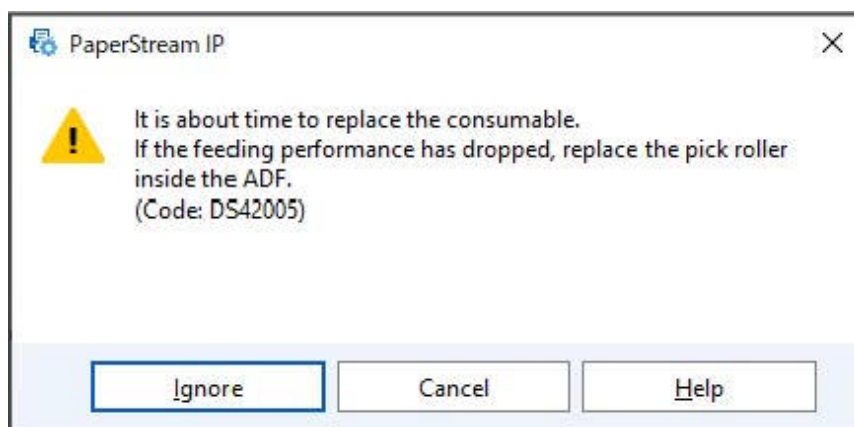 PaperStream IP
It is about time to replace the consumable.
If the feeding performance has dropped, replace the pick roller
inside the ADF.
(Code: DS42005)
Ignore
Cancel
Help